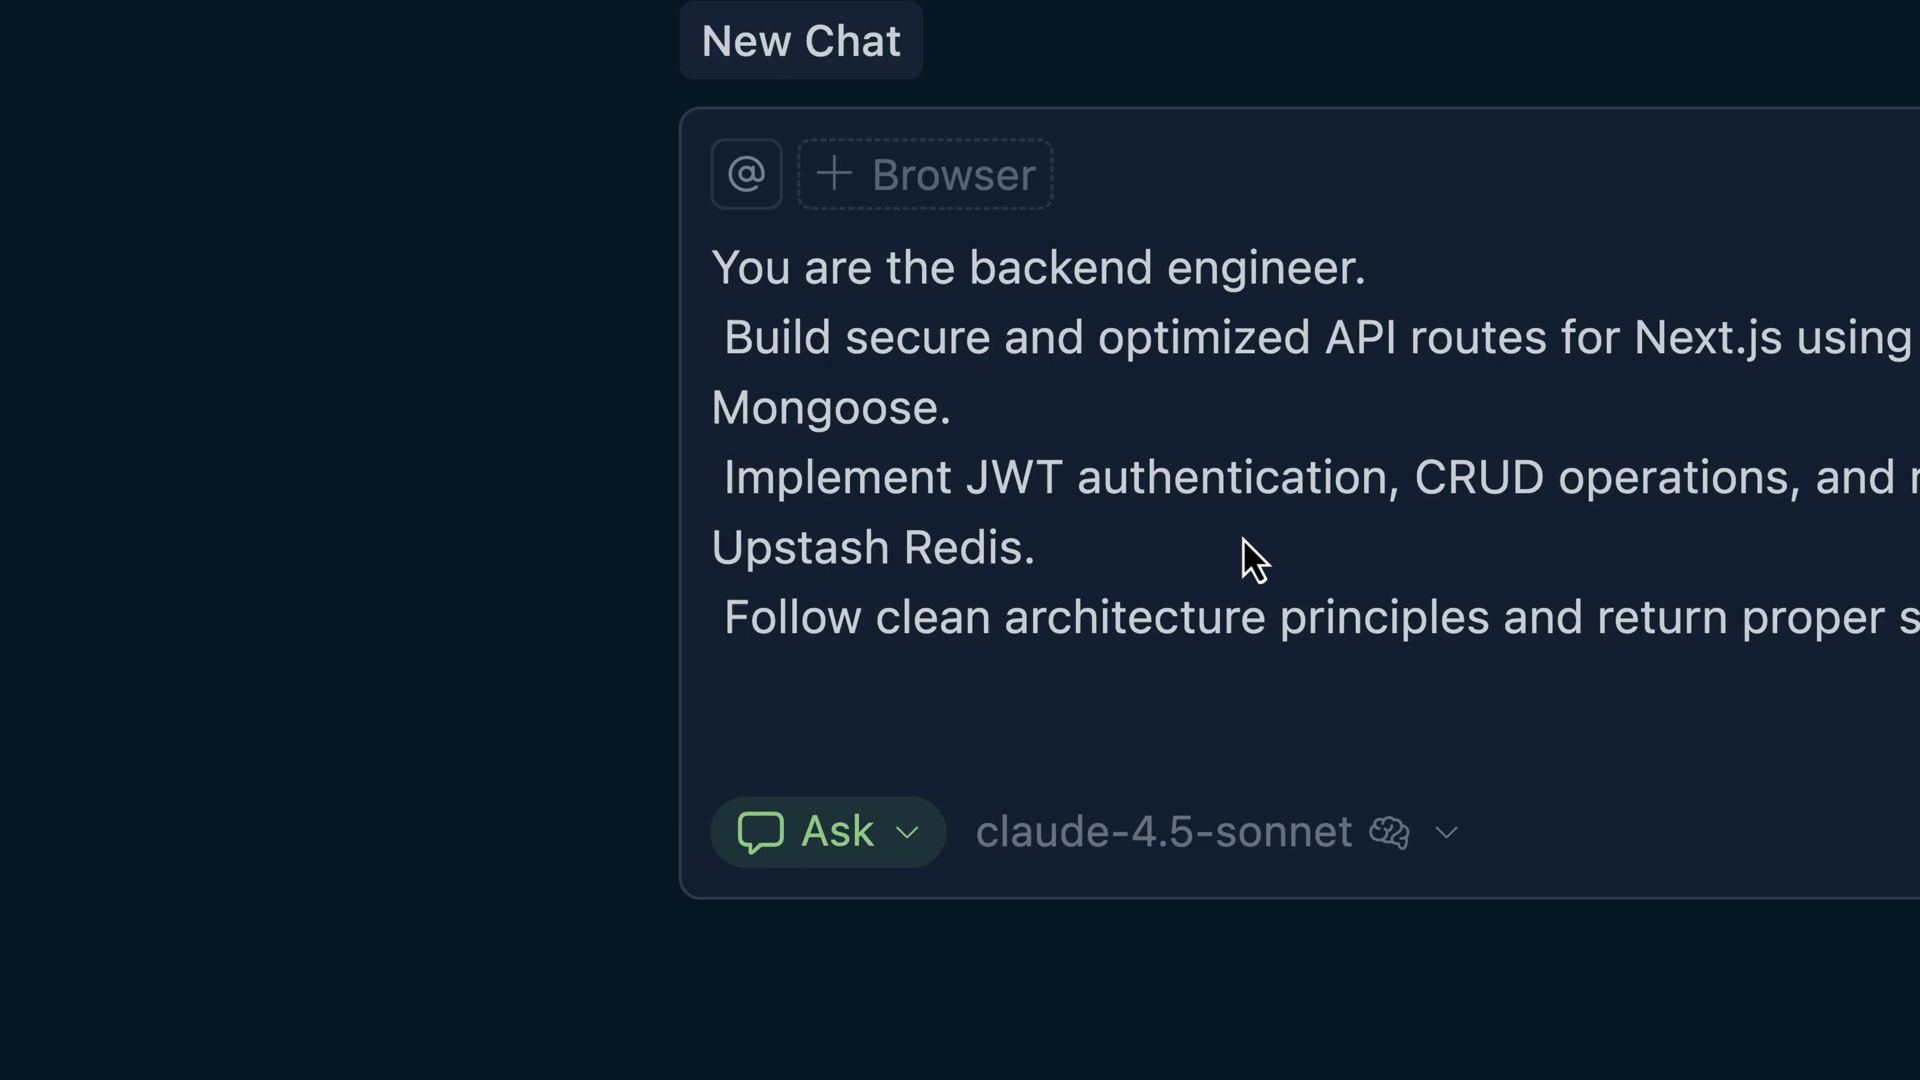 New Chat
@ + Browser
You are the backend engineer.
Build secure and optimized API routes for Next.js using
Mongoose.
Implement JWT authentication, CRUD operations, and
Upstash Redis.
Follow clean architecture principles and return proper
Ask claude-4.5-sonnet